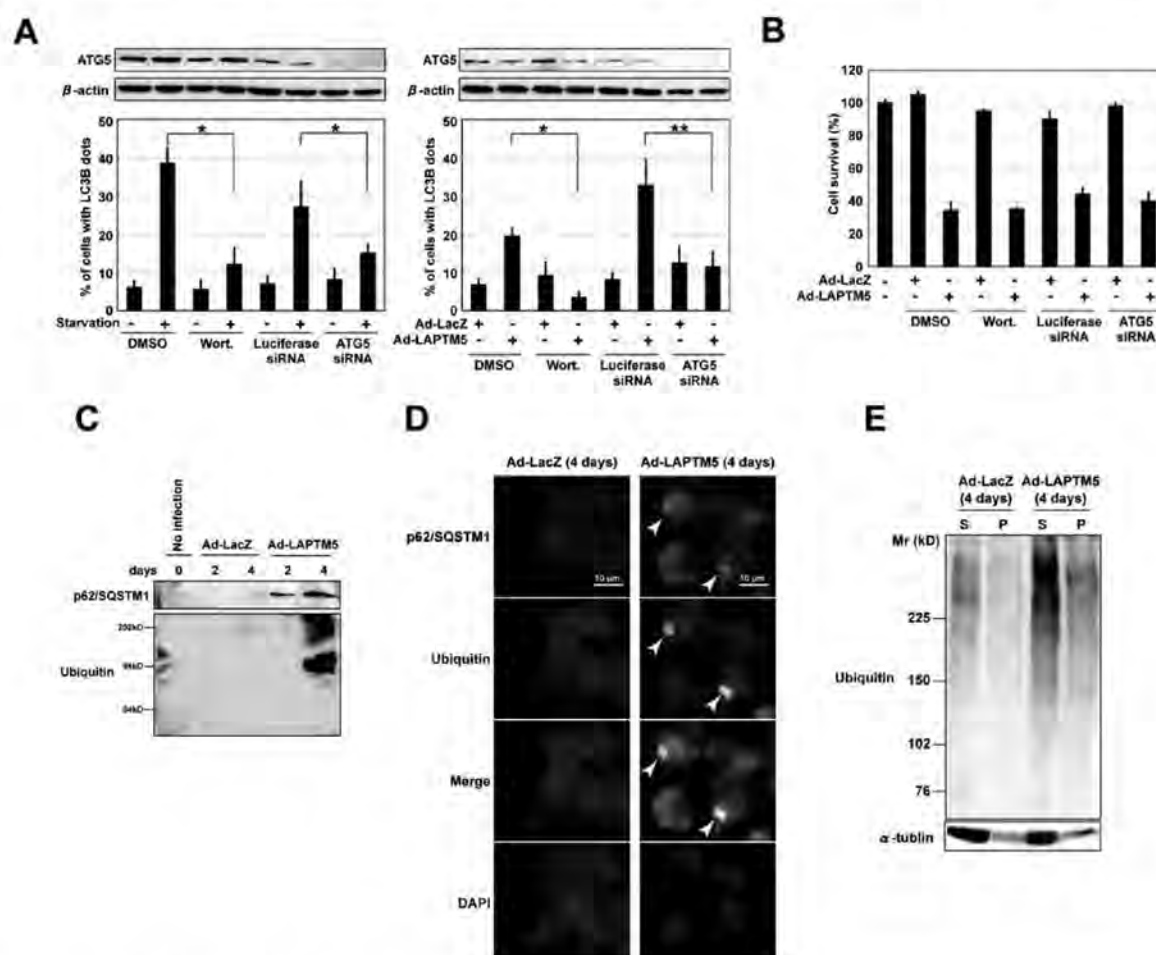 A
ATG5
β-actin
% of cells with LC3B dots
50
40
30
20
10
0
* *
Starvation - + - + - + - +
DMSO Wort. Luciferase siRNA ATG5 siRNA
ATG5
β-actin
% of cells with LC3B dots
50
40
30
20
10
0
* **
Ad-LacZ + - + - + - + -
Ad-LAPTM5 - + - + - + - +
DMSO Wort. Luciferase siRNA ATG5 siRNA
B
Cell survival (%)
120
100
80
60
40
20
0
Ad-LacZ - + - + - + - + -
Ad-LAPTM5 - - + - + - + - +
DMSO Wort. Luciferase siRNA ATG5 siRNA
C
No infection
Ad-LacZ Ad-LAPTM5
days 0 2 4 2 4
p62/SQSTM1
Ubiquitin
D
Ad-LacZ (4 days) Ad-LAPTM5 (4 days)
p62/SQSTM1
10 μm 10 μm
Ubiquitin
Merge
DAPI
E
Ad-LacZ (4 days) Ad-LAPTM5 (4 days)
S P S P
Mr (kD)
225
Ubiquitin 150
102
76
α-tublin